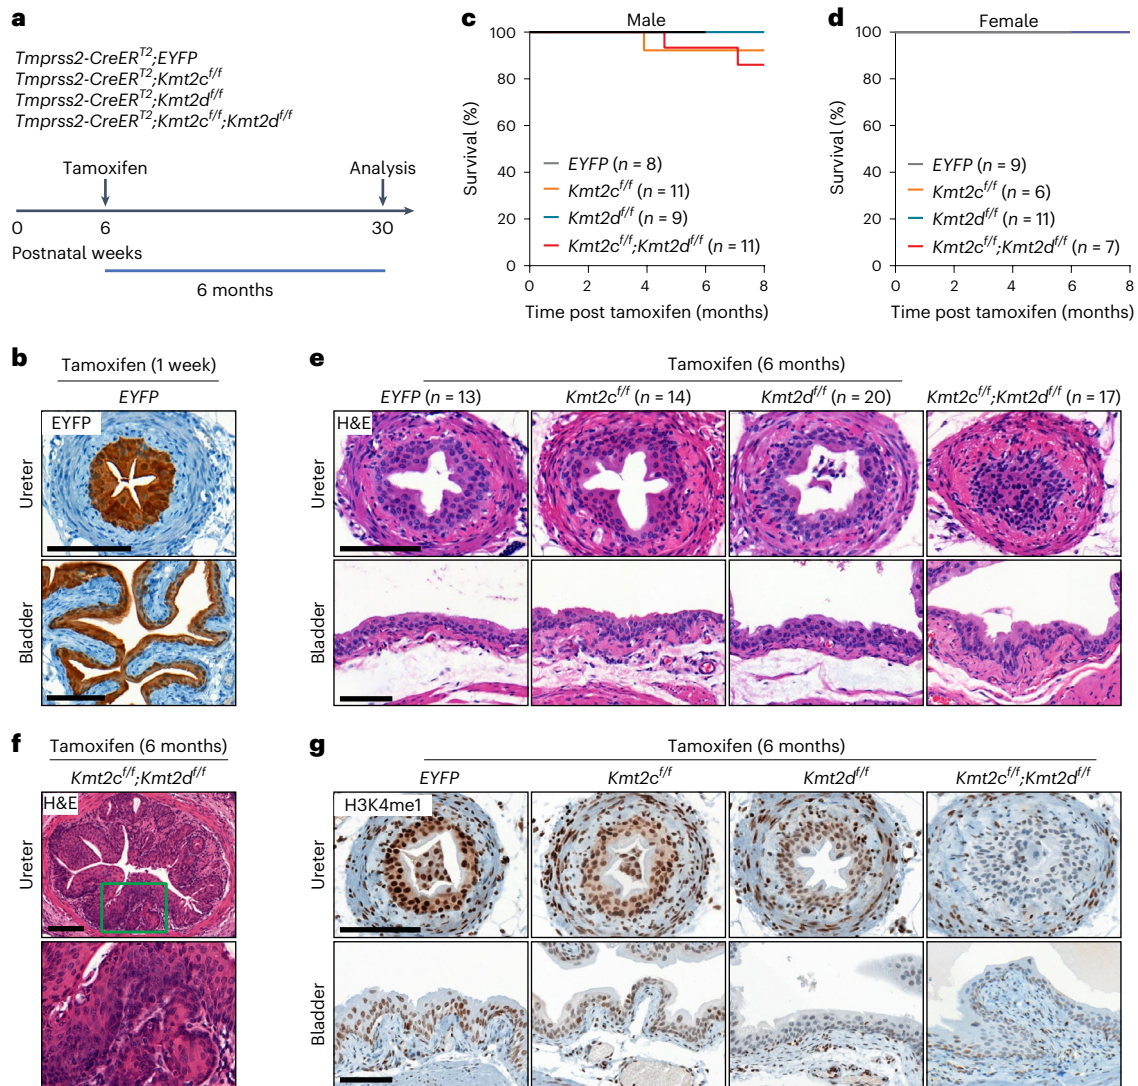 a
Tmprss2-CreER^T2;EYFP
Tmprss2-CreER^T2;Kmt2c^f/f
Tmprss2-CreER^T2;Kmt2d^f/f
Tmprss2-CreER^T2;Kmt2c^f/f;Kmt2d^f/f
Tamoxifen Analysis
0 6 30
Postnatal weeks
6 months
c
Male
Survival (%)
100
80
60
40
20
0
EYFP (n = 8)
Kmt2c^f/f (n = 11)
Kmt2d^f/f (n = 9)
Kmt2c^f/f;Kmt2d^f/f (n = 11)
0 2 4 6 8
Time post tamoxifen (months)
d
Female
Survival (%)
100
80
60
40
20
0
EYFP (n = 9)
Kmt2c^f/f (n = 6)
Kmt2d^f/f (n = 11)
Kmt2c^f/f;Kmt2d^f/f (n = 7)
0 2 4 6 8
Time post tamoxifen (months)
b
Tamoxifen (1 week)
EYFP
EYFP
Ureter
Bladder
e
Tamoxifen (6 months)
EYFP (n = 13) Kmt2c^f/f (n = 14) Kmt2d^f/f (n = 20) Kmt2c^f/f;Kmt2d^f/f (n = 17)
H&E
Ureter
Bladder
f
Tamoxifen (6 months)
Kmt2c^f/f;Kmt2d^f/f
H&E
Ureter
g
Tamoxifen (6 months)
EYFP Kmt2c^f/f Kmt2d^f/f Kmt2c^f/f;Kmt2d^f/f
H3K4me1
Ureter
Bladder